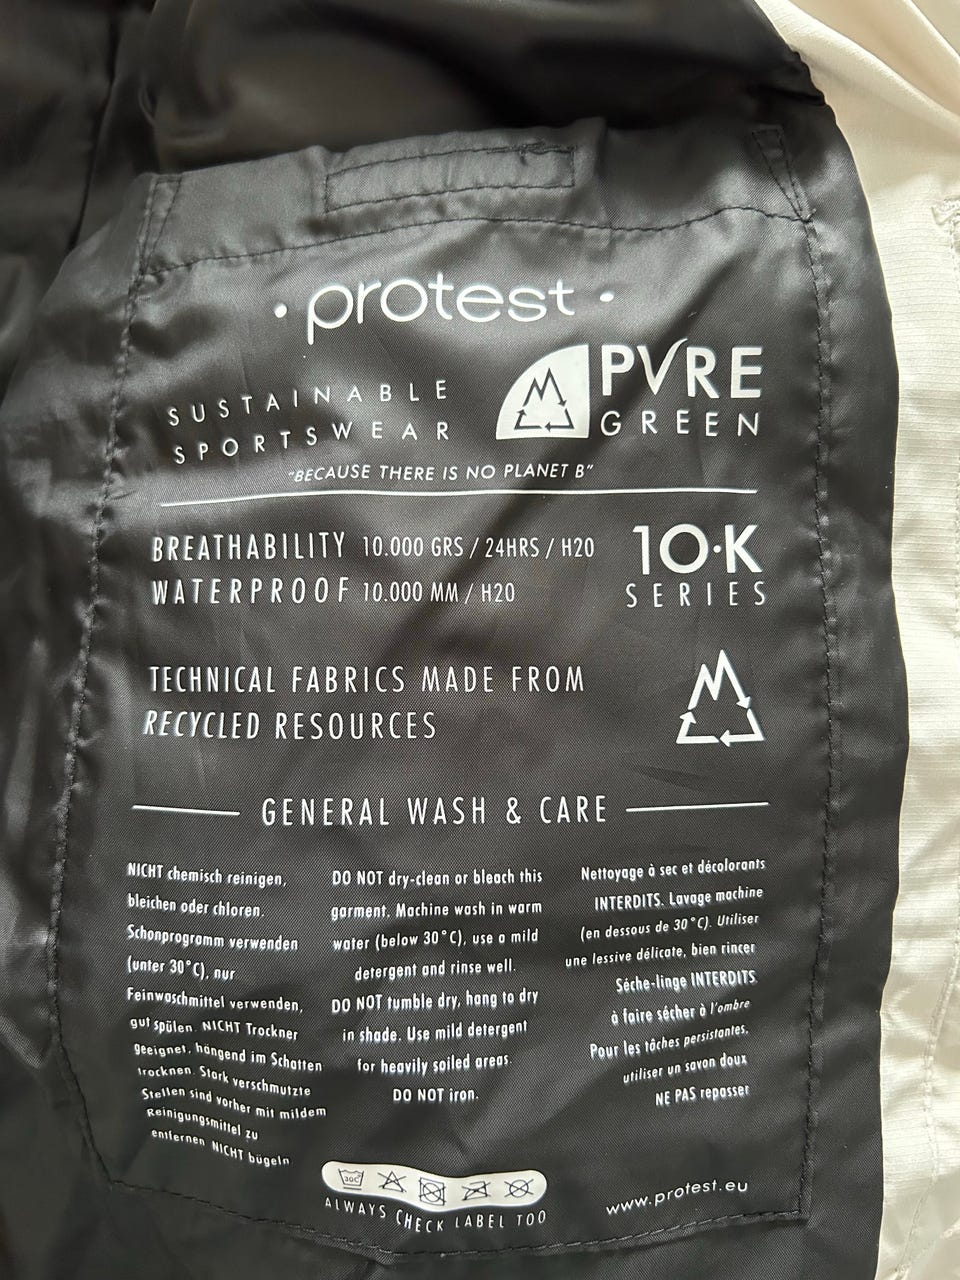 • protest •
SUSTAINABLE
SPORTSWEAR
PVRE
GREEN
"BECAUSE THERE IS NO PLANET B"
BREATHABILITY 10.000 GRS / 24HRS / H20
WATERPROOF 10.000 MM / H20
10•K
SERIES
TECHNICAL FABRICS MADE FROM
RECYCLED RESOURCES
GENERAL WASH & CARE
NICHT chemisch reinigen,
bleichen oder chloren.
Schonprogramm verwenden
(unter 30°C), nur
Feinwaschmittel verwenden,
gut spülen. NICHT Trockner
geeignet, hängend im Schatten
trocknen. Stark verschmutzte
Stellen sind vorher mit mildem
Reinigungsmittel zu
entfernen NICHT bügeln
DO NOT dry-clean or bleach this
garment. Machine wash in warm
water (below 30°C), use a mild
detergent and rinse well.
DO NOT tumble dry, hang to dry
in shade. Use mild detergent
for heavily soiled areas.
DO NOT iron.
Nettoyage à sec et décolorants
INTERDITS. Lavage machine
(en dessous de 30°C). Utiliser
une lessive délicate, bien rincer
Séche-linge INTERDITS
à faire sécher à l'ombre
Pour les tâches persistantes,
utiliser un savon doux
NE PAS repasser
30C
ALWAYS CHECK LABEL TOO
www.protest.eu